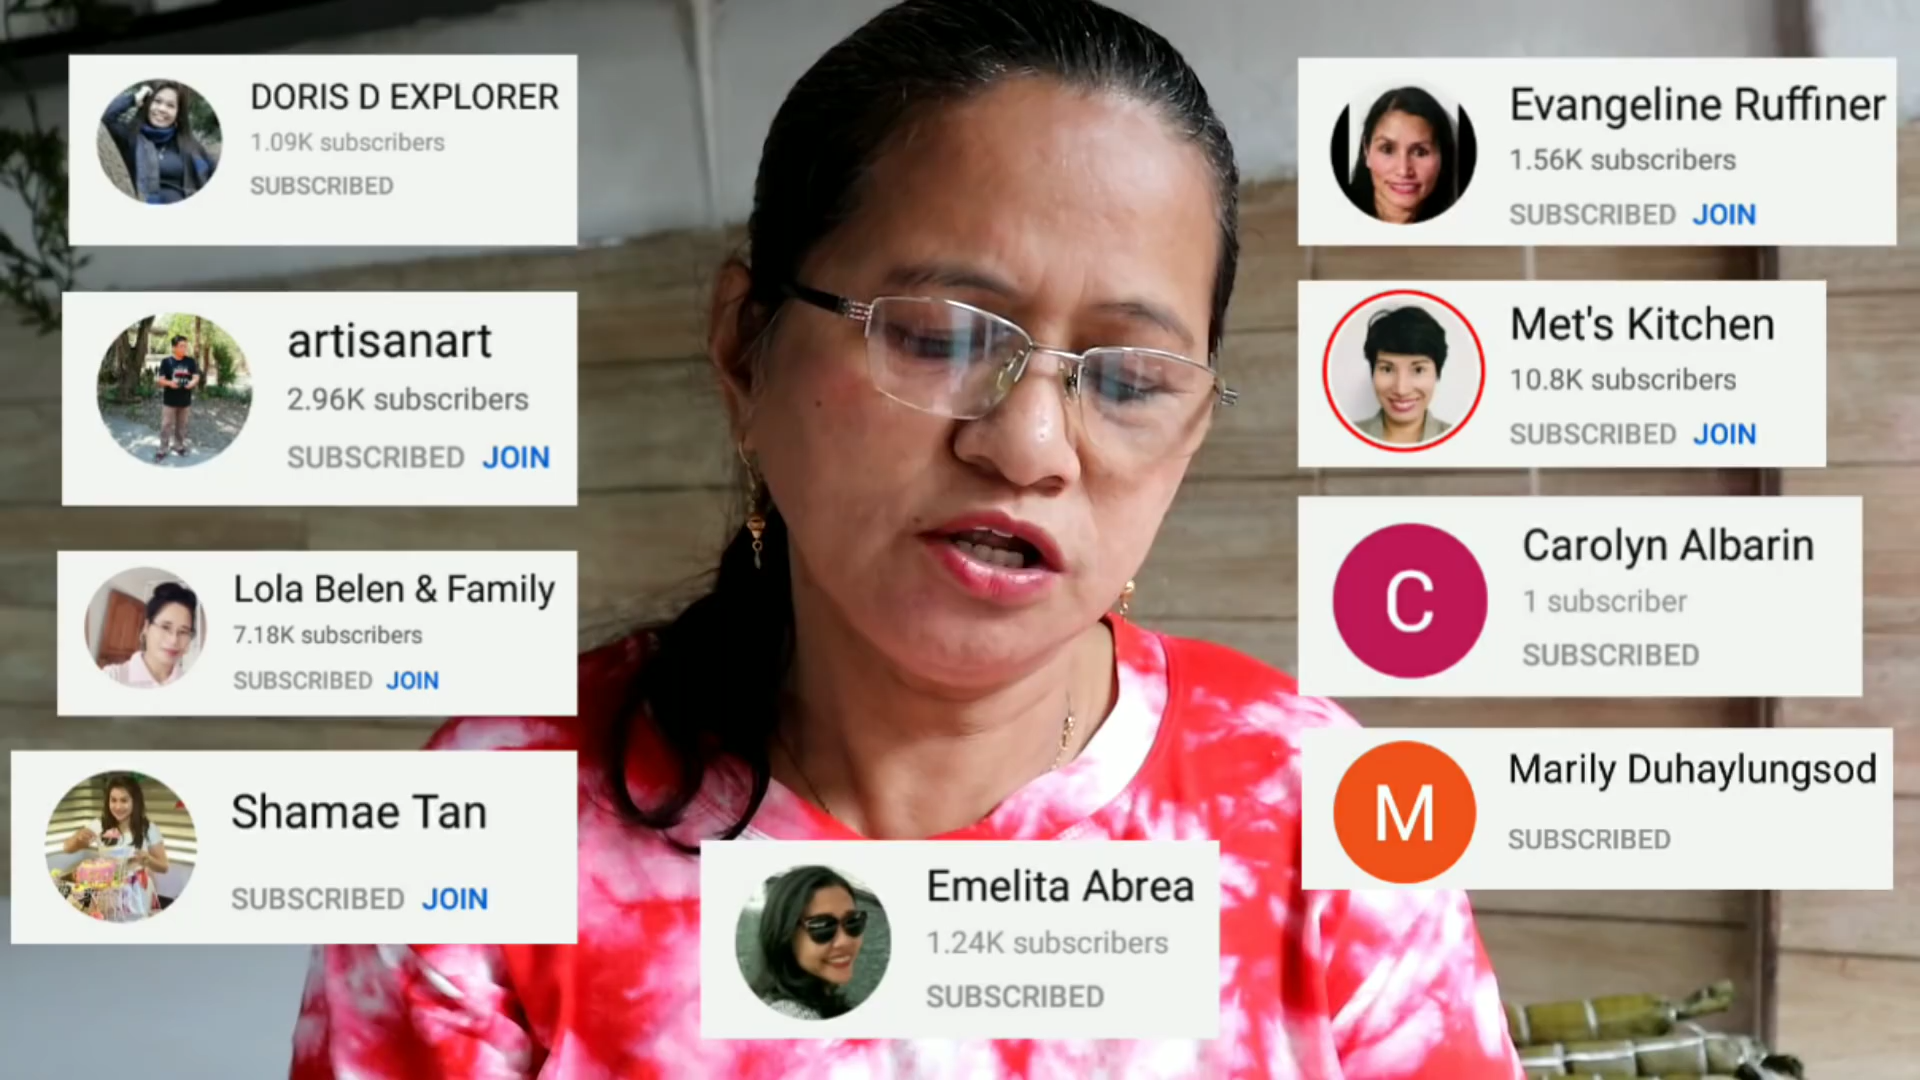 DORIS D EXPLORER
1.09K subscribers
SUBSCRIBED
artisanart
2.96K subscribers
SUBSCRIBED JOIN
Lola Belen & Family
7.18K subscribers
SUBSCRIBED JOIN
Shamae Tan
SUBSCRIBED JOIN
Emelita Abrea
1.24K subscribers
SUBSCRIBED
Evangeline Ruffiner
1.56K subscribers
SUBSCRIBED JOIN
Met's Kitchen
10.8K subscribers
SUBSCRIBED JOIN
C
Carolyn Albarin
1 subscriber
SUBSCRIBED
M
Marily Duhaylungsod
SUBSCRIBED